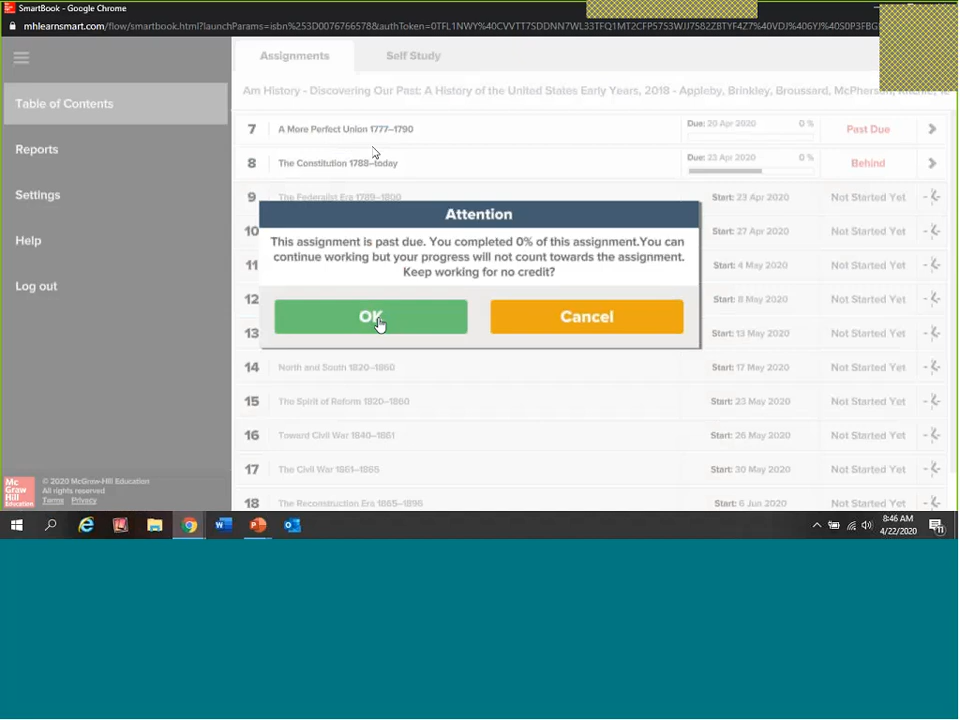 SmartBook - Google Chrome
mhlearnsmart.com/flow/smartbook.html?launchParams=isbn%253D0076766578&authToken=0TFL1NWY%40CVVTT7SDDNN7WL33TFQ1MT2CFP5753WJJ7582ZBTYF4Z7%40VDJ%406YJ%40S0P3FBG
Assignments
Self Study
Table of Contents
Reports
Settings
Help
Log out
Am History - Discovering Our Past: A History of the United States Early Years, 2018 - Appleby, Brinkley, Broussard, McPherson,
7 A More Perfect Union 1777–1790 Due: 20 Apr 2020 0 % Past Due
8 The Constitution 1788–today Due: 23 Apr 2020 0 % Behind
9 The Federalist Era 1789–1800 Start: 23 Apr 2020 Not Started Yet
10 Start: 27 Apr 2020 Not Started Yet
11 Start: 4 May 2020 Not Started Yet
12 Start: 8 May 2020 Not Started Yet
13 Start: 13 May 2020 Not Started Yet
14 North and South 1820–1860 Start: 17 May 2020 Not Started Yet
15 The Spirit of Reform 1820–1860 Start: 23 May 2020 Not Started Yet
16 Toward Civil War 1840–1861 Start: 26 May 2020 Not Started Yet
17 The Civil War 1861–1865 Start: 30 May 2020 Not Started Yet
18 The Reconstruction Era 1865–1896 Start: 6 Jun 2020 Not Started Yet
Attention
This assignment is past due. You completed 0% of this assignment.You can
continue working but your progress will not count towards the assignment.
Keep working for no credit?
OK
Cancel
Mc
Graw
Hill
Education
© 2020 McGraw-Hill Education
All rights reserved
Terms Privacy
8:46 AM
4/22/2020